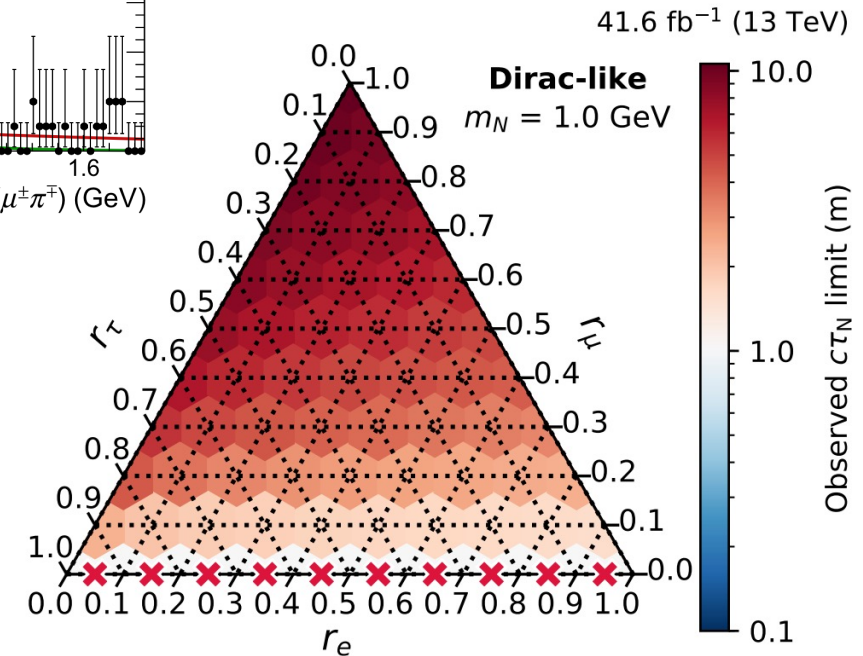 41.6 fb⁻¹ (13 TeV)
Dirac-like
m_N = 1.0 GeV
1.6
μ±π∓) (GeV)
0.0
0.1
0.2
0.3
0.4
0.5
0.6
0.7
0.8
0.9
1.0
r_τ
1.0
0.9
0.8
0.7
0.6
0.5
0.4
0.3
0.2
0.1
0.0
r_μ
0.0 0.1 0.2 0.3 0.4 0.5 0.6 0.7 0.8 0.9 1.0
r_e
10.0
1.0
0.1
Observed cτ_N limit (m)